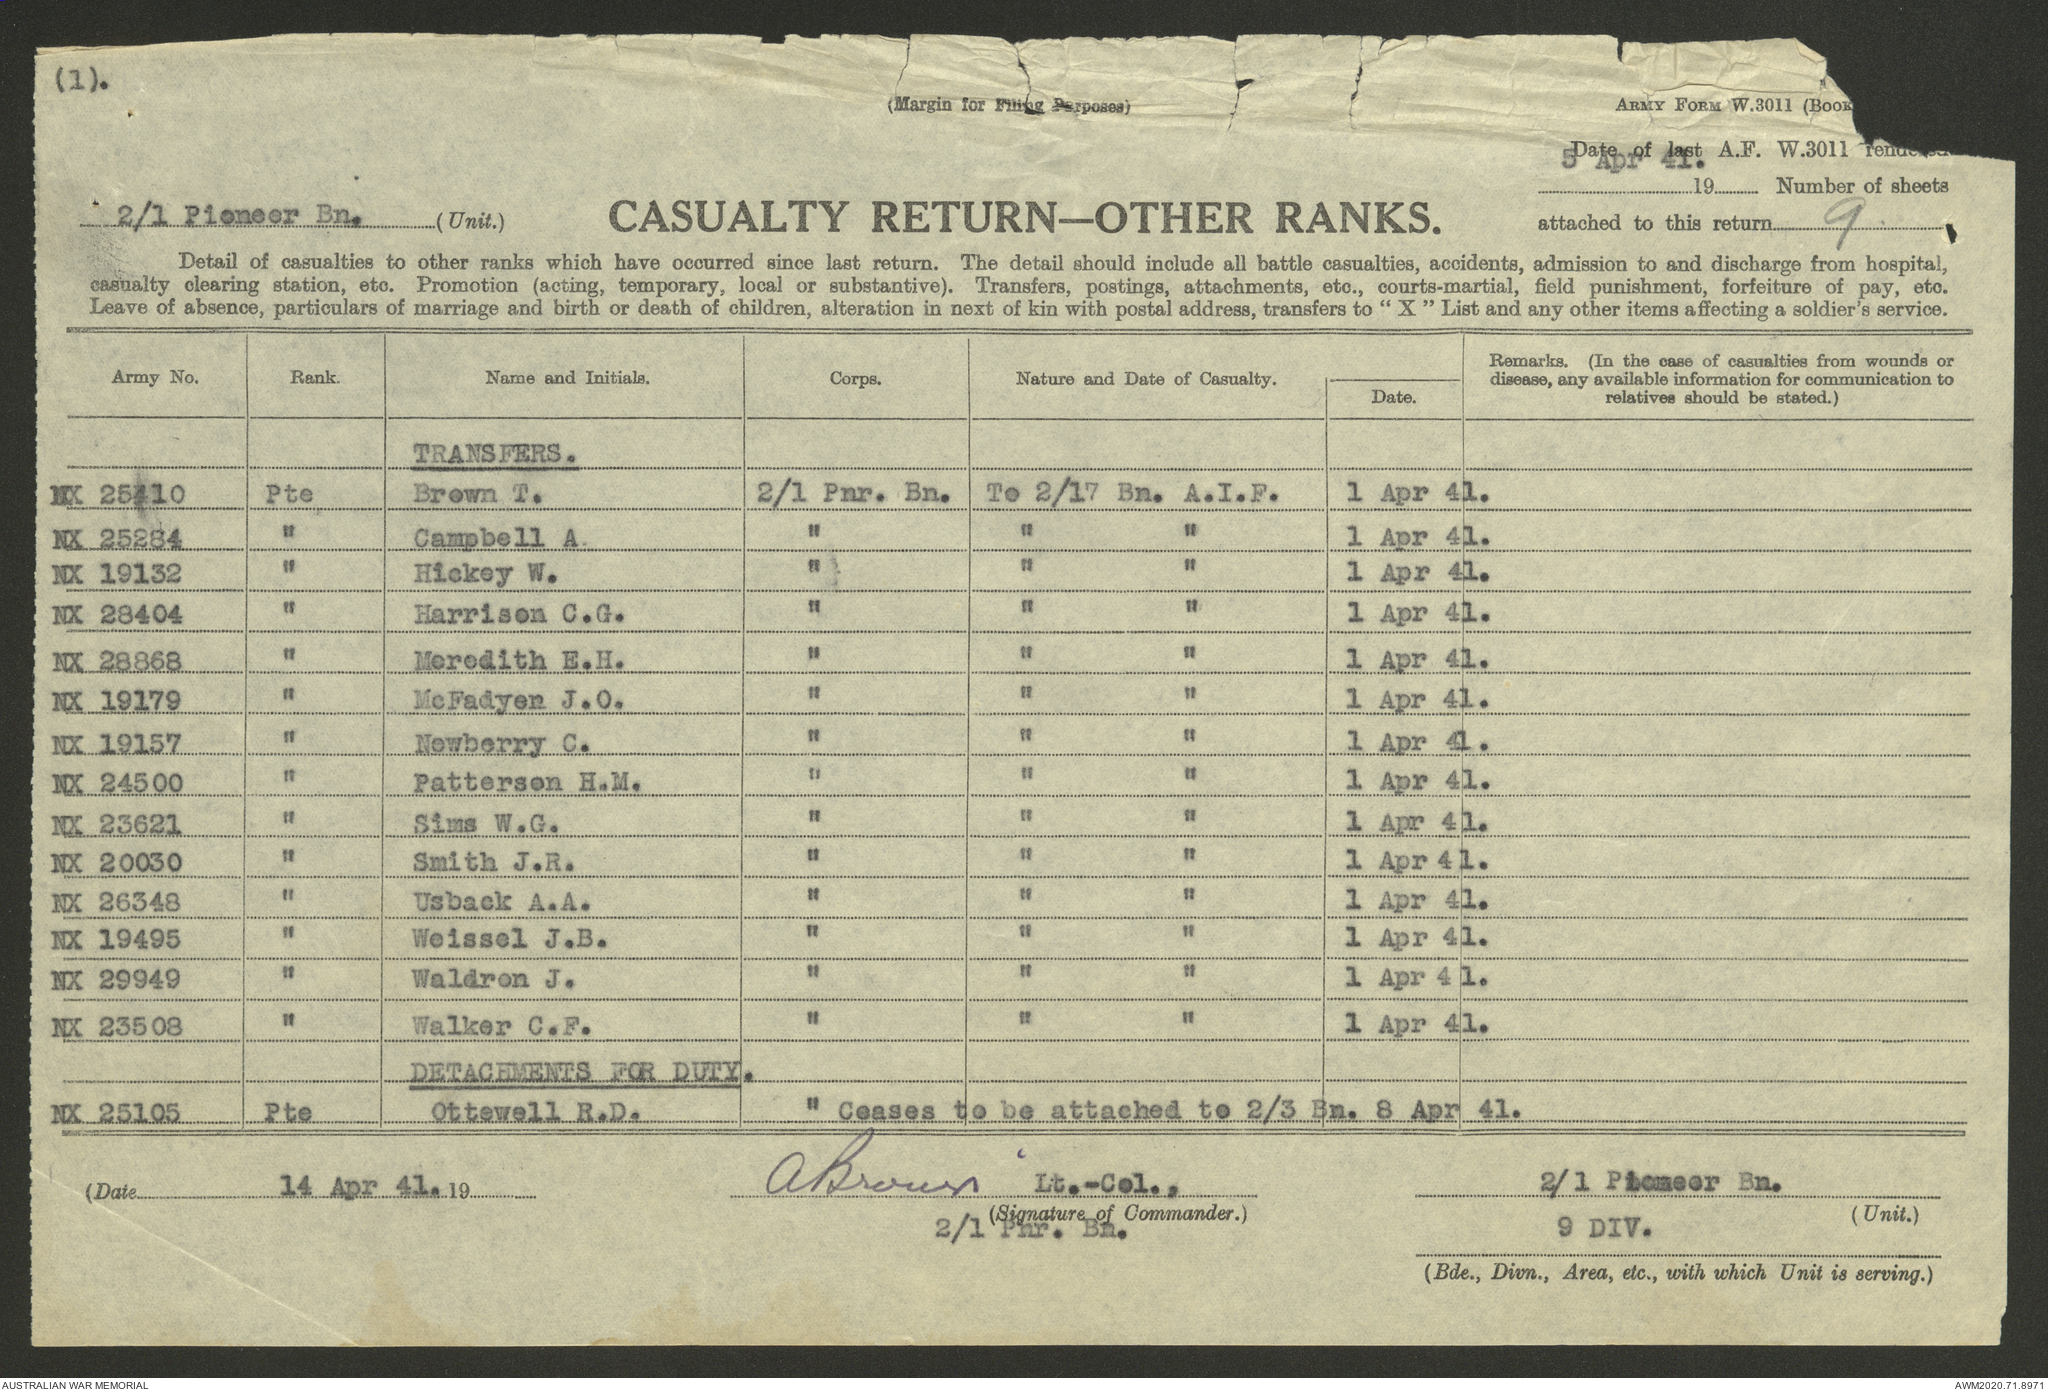 (1).
(Margin for Filing Purposes)
ARMY FORM W.3011 (Book
Date of last A.F. W.3011 rendered
5 Apr 41.
19 Number of sheets
2/1 Pioneer Bn. (Unit.)
CASUALTY RETURN—OTHER RANKS.
attached to this return 9
Detail of casualties to other ranks which have occurred since last return. The detail should include all battle casualties, accidents, admission to and discharge from hospital,
casualty clearing station, etc. Promotion (acting, temporary, local or substantive). Transfers, postings, attachments, etc., courts-martial, field punishment, forfeiture of pay, etc.
Leave of absence, particulars of marriage and birth or death of children, alteration in next of kin with postal address, transfers to “ X ” List and any other items affecting a soldier's service.
Army No. Rank. Name and Initials. Corps. Nature and Date of Casualty. Date. Remarks. (In the case of casualties from wounds or
disease, any available information for communication to
relatives should be stated.)
TRANSFERS.
NX 25410 Pte Brown T. 2/1 Pnr. Bn. To 2/17 Bn. A.I.F. 1 Apr 41.
NX 25284 " Campbell A. " " " 1 Apr 41.
NX 19132 " Hickey W. " " " 1 Apr 41.
NX 28404 " Harrison C.G. " " " 1 Apr 41.
NX 28868 " Meredith E.H. " " " 1 Apr 41.
NX 19179 " McFadyen J.O. " " " 1 Apr 41.
NX 19157 " Newberry C. " " " 1 Apr 41.
NX 24500 " Patterson H.M. " " " 1 Apr 41.
NX 23621 " Sims W.G. " " " 1 Apr 41.
NX 20030 " Smith J.R. " " " 1 Apr 41.
NX 26348 " Usback A.A. " " " 1 Apr 41.
NX 19495 " Weissel J.B. " " " 1 Apr 41.
NX 29949 " Waldron J. " " " 1 Apr 41.
NX 23508 " Walker C.F. " " " 1 Apr 41.
DETACHMENTS FOR DUTY.
NX 25105 Pte Ottewell R.D. " Ceases to be attached to 2/3 Bn. 8 Apr 41.
(Date 14 Apr 41. 19
ABrown Lt.-Col.,
2/1 Pioneer Bn.
(Signature of Commander.)
(Unit.)
2/1 Pnr. Bn.
9 DIV.
(Bde., Divn., Area, etc., with which Unit is serving.)
AUSTRALIAN WAR MEMORIAL
AWM2020.71.8971